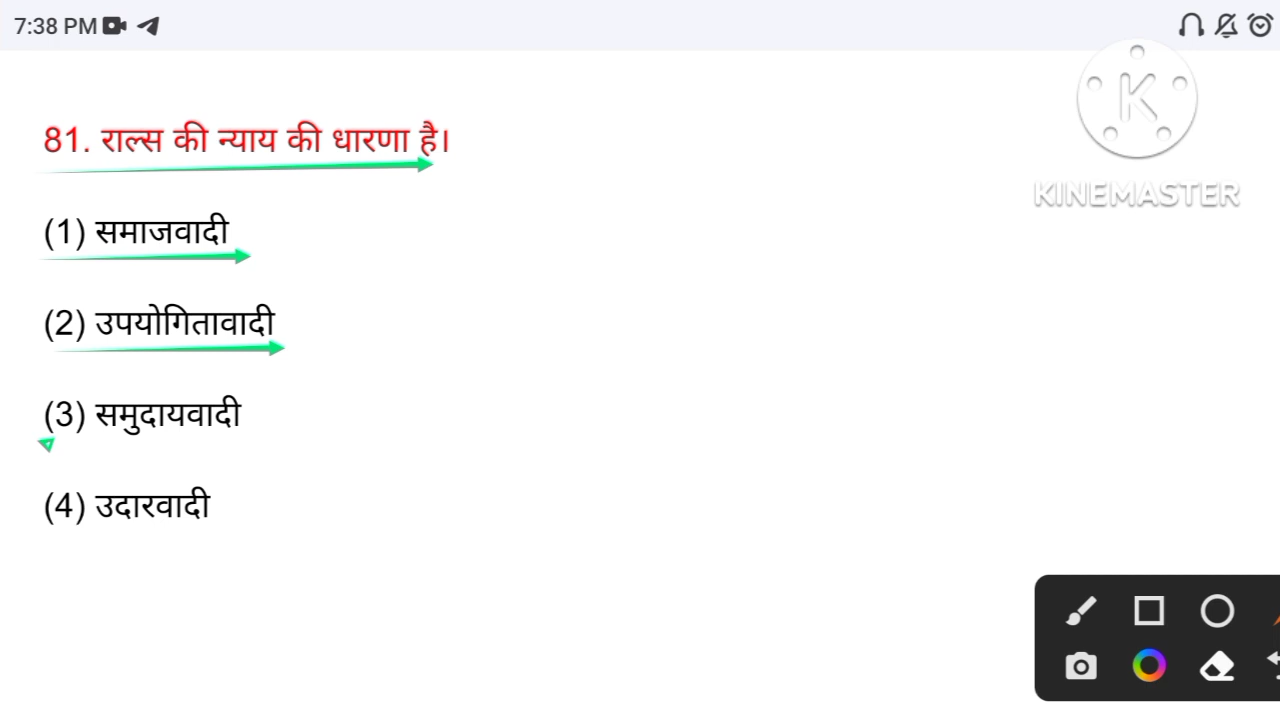 7:38 PM
KINEMASTER
81. राल्स की न्याय की धारणा है।
(1) समाजवादी
(2) उपयोगितावादी
(3) समुदायवादी
(4) उदारवादी